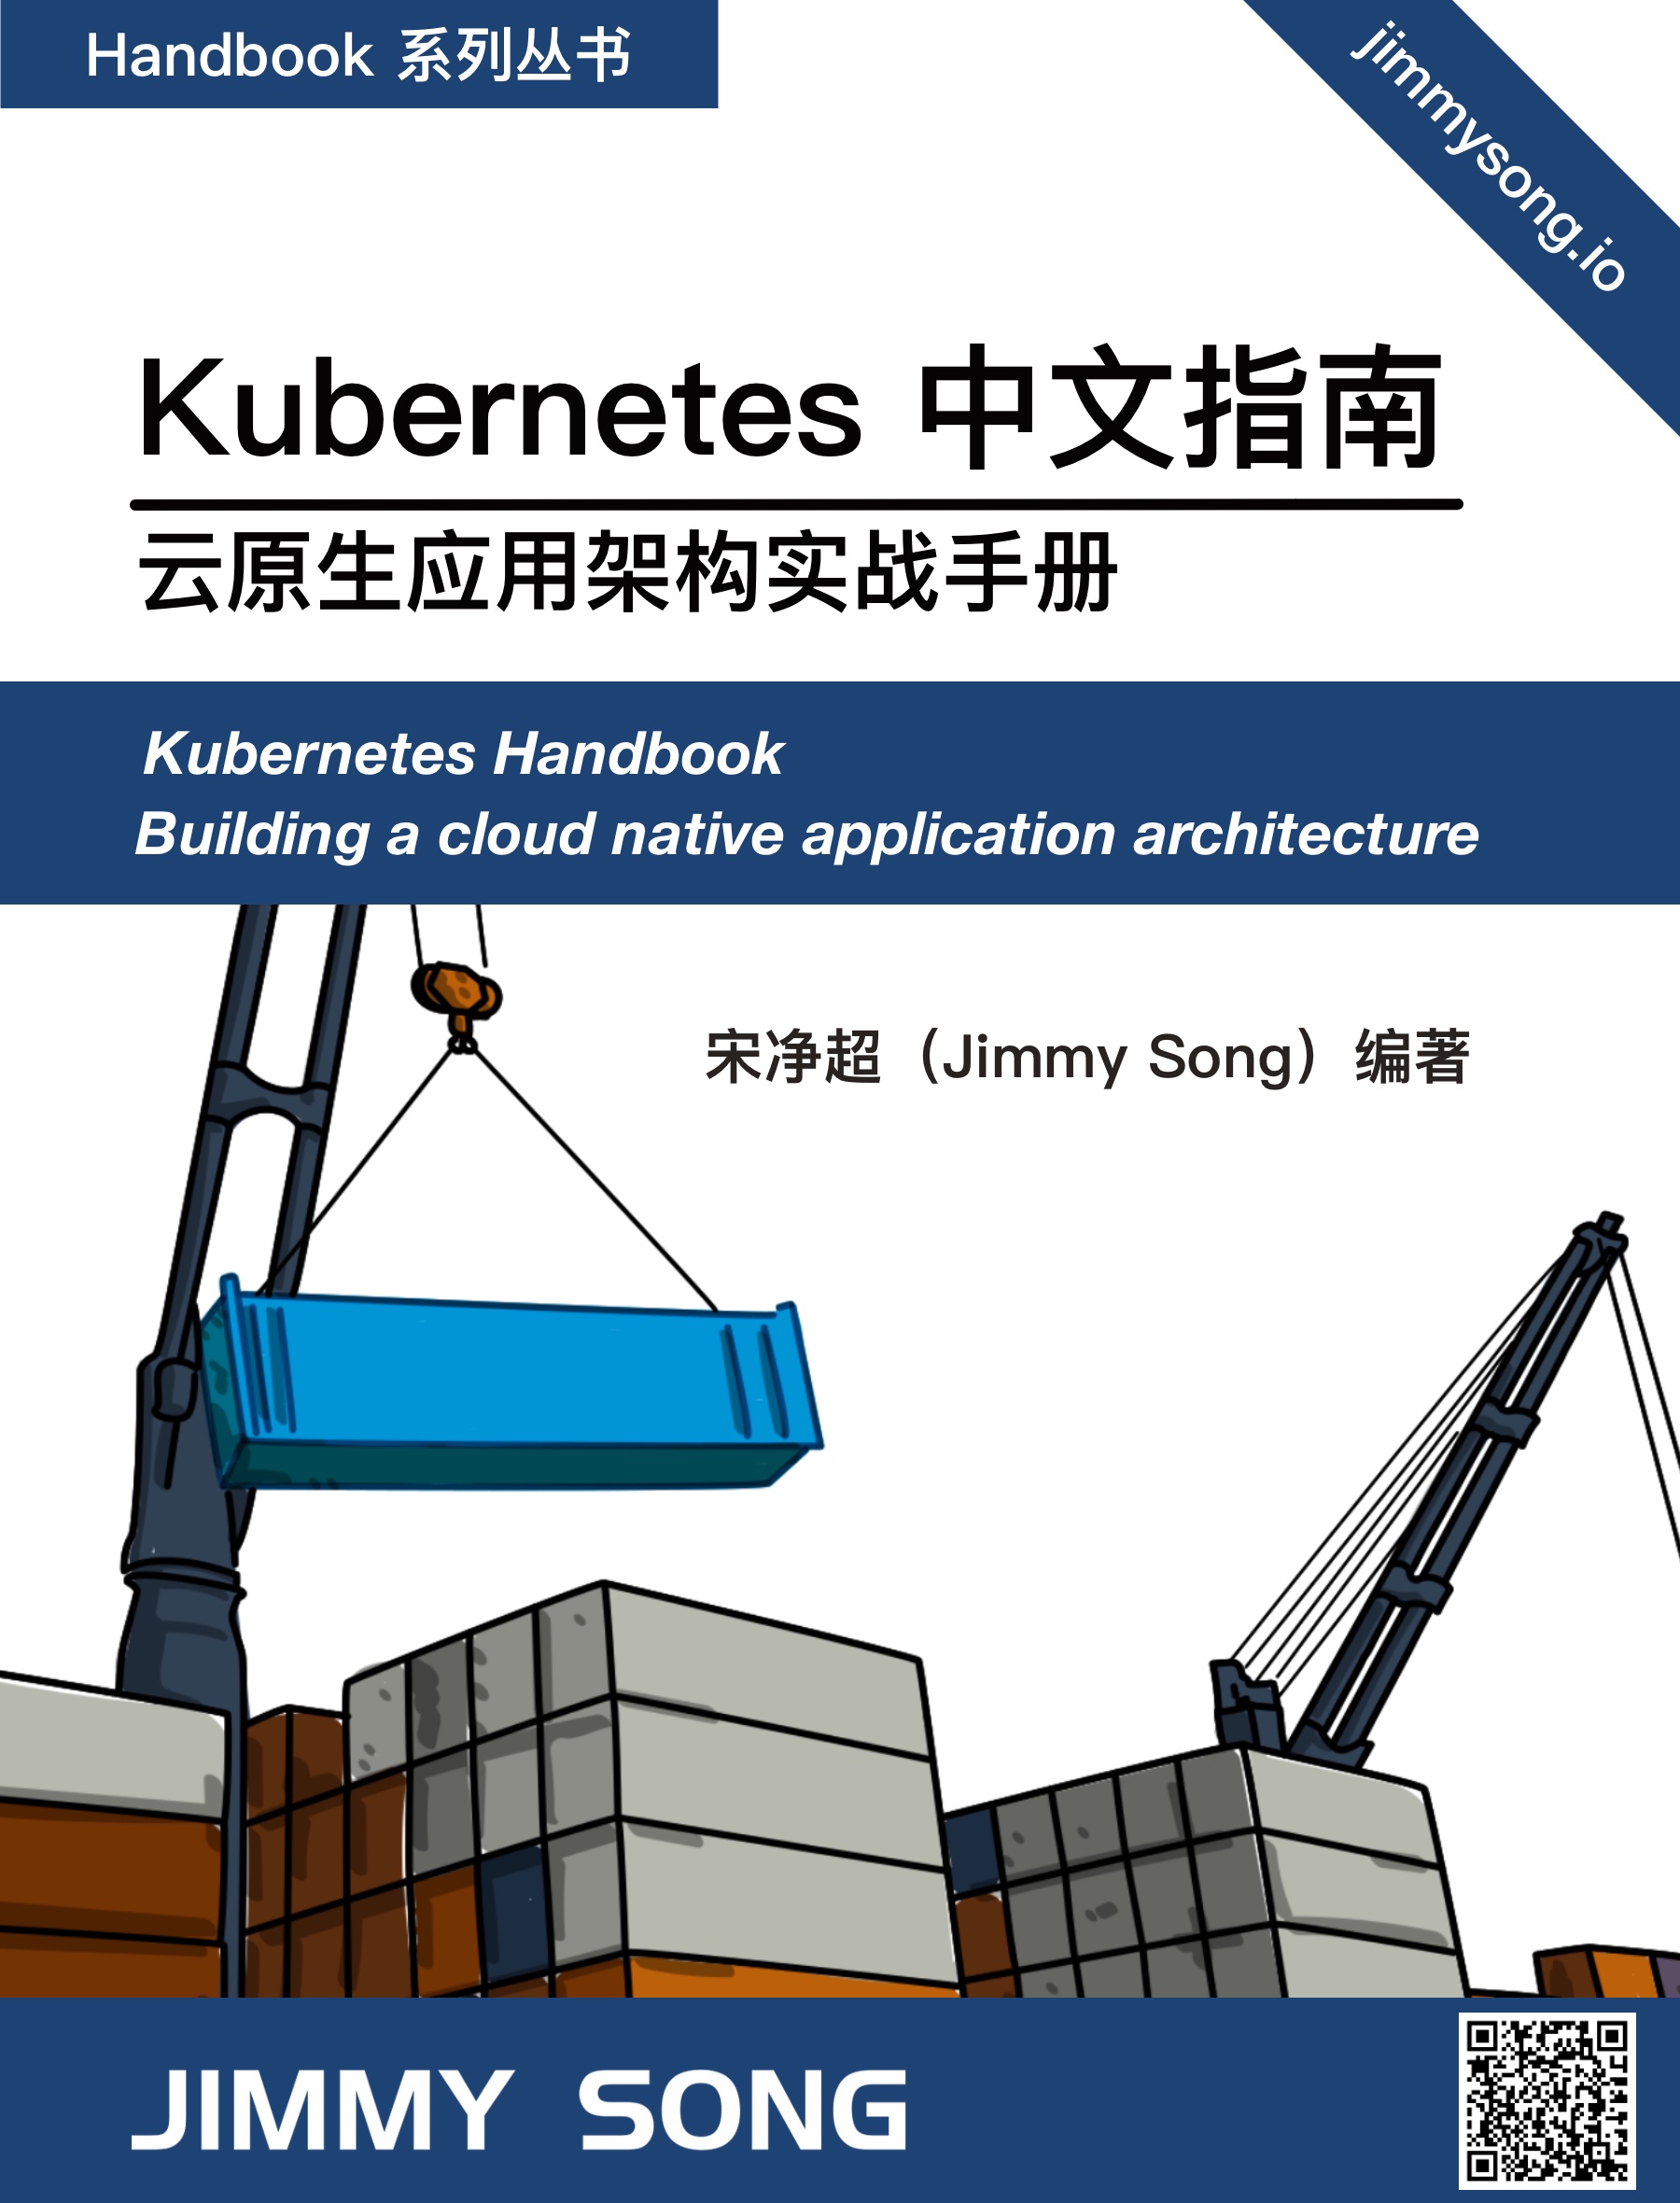 Handbook 系列丛书
jimmysong.io
Kubernetes 中文指南
云原生应用架构实战手册
Kubernetes Handbook
Building a cloud native application architecture
宋净超（Jimmy Song）编著
JIMMY SONG